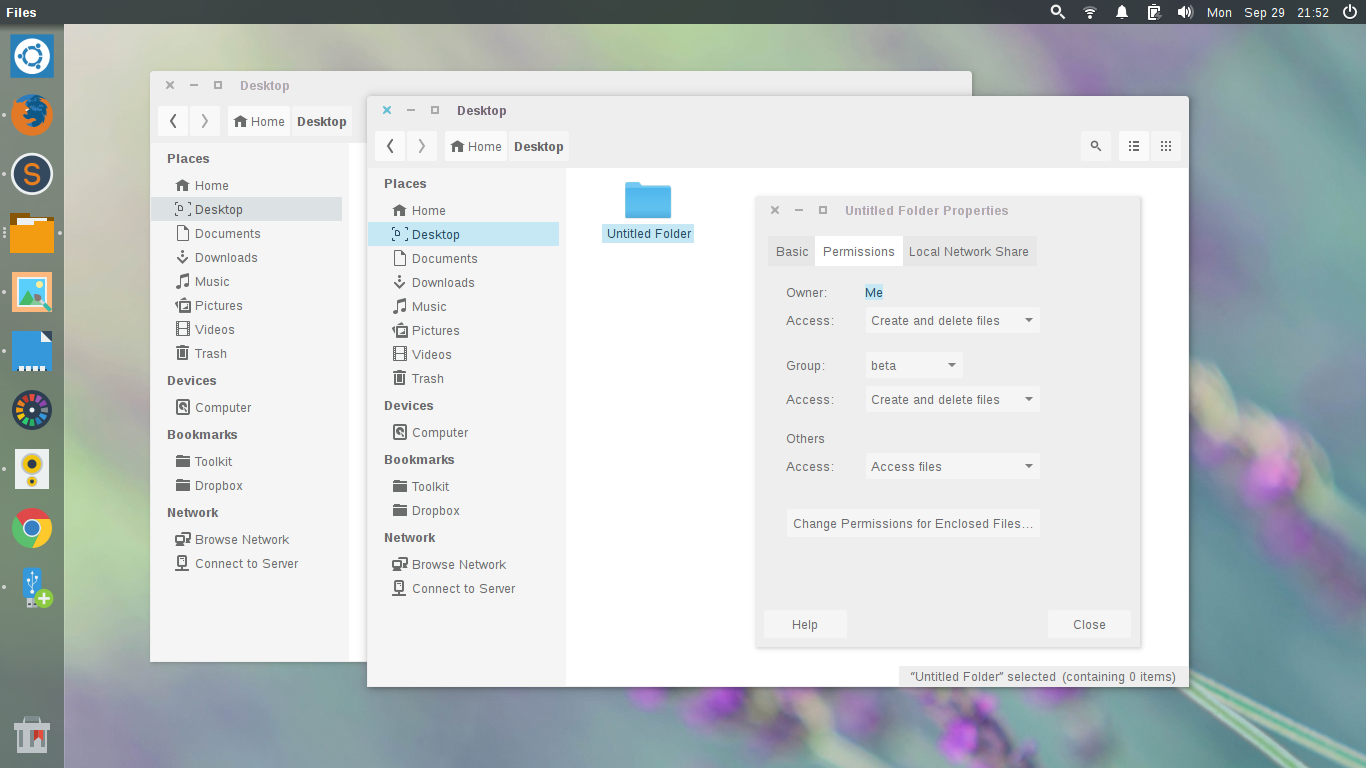 Files
Mon Sep 29 21:52
Desktop
Home Desktop
Places
Home
Desktop
Documents
Downloads
Music
Pictures
Videos
Trash
Devices
Computer
Bookmarks
Toolkit
Dropbox
Network
Browse Network
Connect to Server
Desktop
Home Desktop
Places
Home
Desktop
Documents
Downloads
Music
Pictures
Videos
Trash
Devices
Computer
Bookmarks
Toolkit
Dropbox
Network
Browse Network
Connect to Server
Untitled Folder
Untitled Folder Properties
Basic Permissions Local Network Share
Owner: Me
Access: Create and delete files
Group: beta
Access: Create and delete files
Others
Access: Access files
Change Permissions for Enclosed Files…
Help Close
“Untitled Folder” selected (containing 0 items)